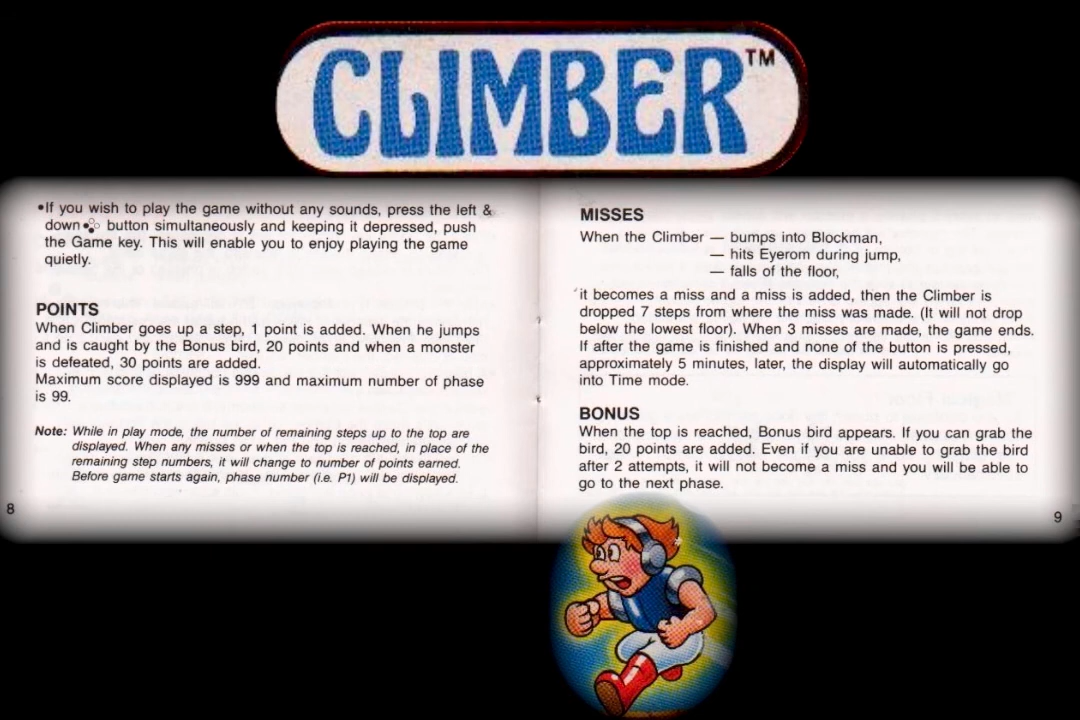 CLIMBER™
•If you wish to play the game without any sounds, press the left &
down button simultaneously and keeping it depressed, push
the Game key. This will enable you to enjoy playing the game
quietly.
POINTS
When Climber goes up a step, 1 point is added. When he jumps
and is caught by the Bonus bird, 20 points and when a monster
is defeated, 30 points are added.
Maximum score displayed is 999 and maximum number of phase
is 99.
Note: While in play mode, the number of remaining steps up to the top are
displayed. When any misses or when the top is reached, in place of the
remaining step numbers, it will change to number of points earned.
Before game starts again, phase number (i.e. P1) will be displayed.
8
MISSES
When the Climber — bumps into Blockman,
— hits Eyerom during jump,
— falls of the floor,
it becomes a miss and a miss is added, then the Climber is
dropped 7 steps from where the miss was made. (It will not drop
below the lowest floor). When 3 misses are made, the game ends.
If after the game is finished and none of the button is pressed,
approximately 5 minutes, later, the display will automatically go
into Time mode.
BONUS
When the top is reached, Bonus bird appears. If you can grab the
bird, 20 points are added. Even if you are unable to grab the bird
after 2 attempts, it will not become a miss and you will be able to
go to the next phase.
9